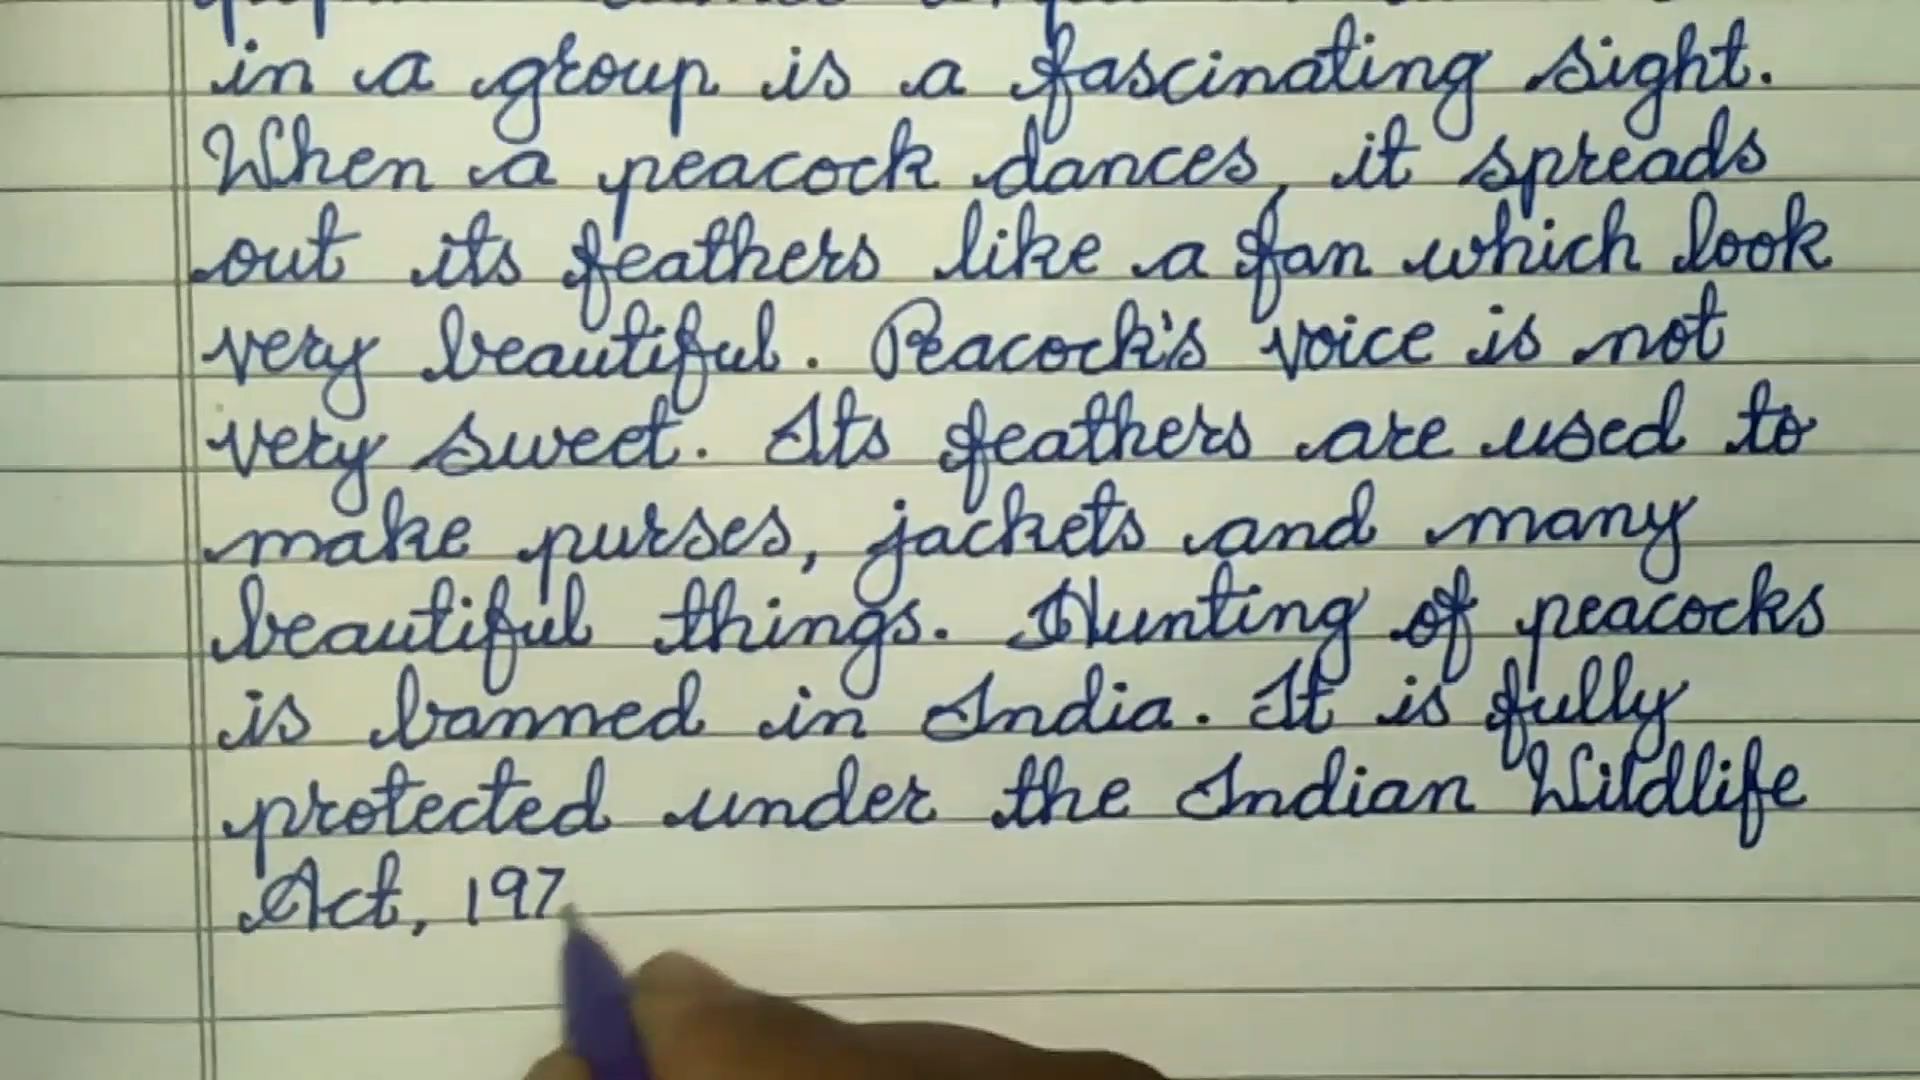 in a group is a fascinating sight.
When a peacock dances, it spreads
out its feathers like a fan which look
very beautiful. Peacock's voice is not
very sweet. Its feathers are used to
make purses, jackets and many
beautiful things. Hunting of peacocks
is banned in India. It is fully
protected under the Indian Wildlife
Act, 197